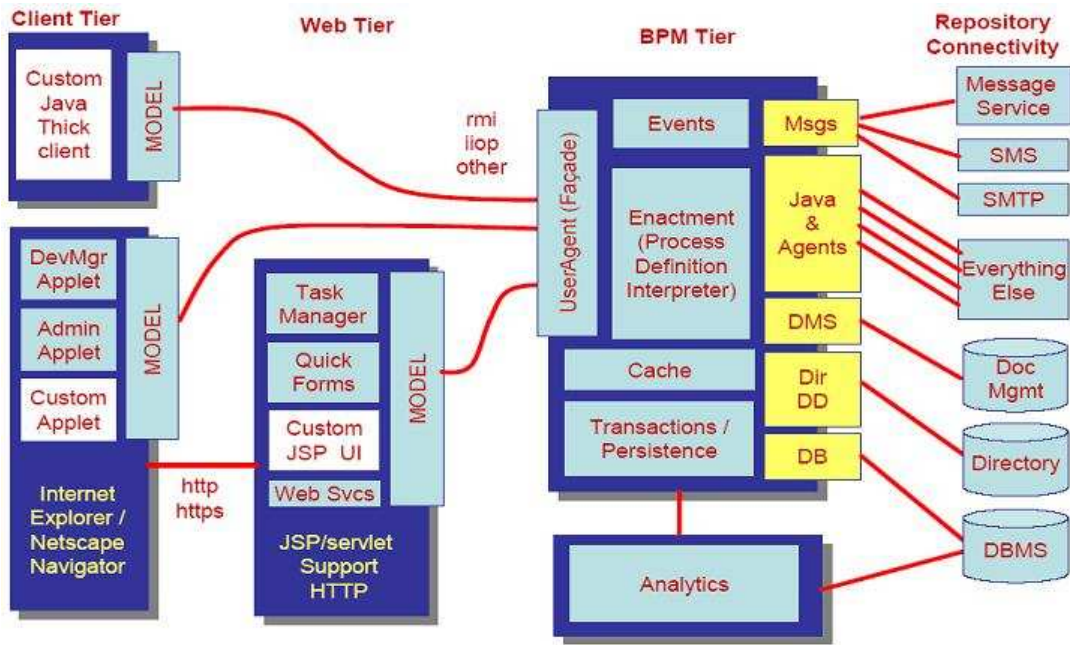 Client Tier
Web Tier
BPM Tier
Repository
Connectivity
Custom
Java
Thick
client
MODEL
rmi
iiop
other
UserAgent (Façade)
Events
Enactment
(Process
Definition
Interpreter)
Cache
Transactions /
Persistence
Msgs
Java
&
Agents
DMS
Dir
DD
DB
Message
Service
SMS
SMTP
Everything
Else
Doc
Mgmt
Directory
DBMS
DevMgr
Applet
Admin
Applet
Custom
Applet
MODEL
Internet
Explorer /
Netscape
Navigator
http
https
Task
Manager
Quick
Forms
Custom
JSP UI
Web Svcs
MODEL
JSP/servlet
Support
HTTP
Analytics